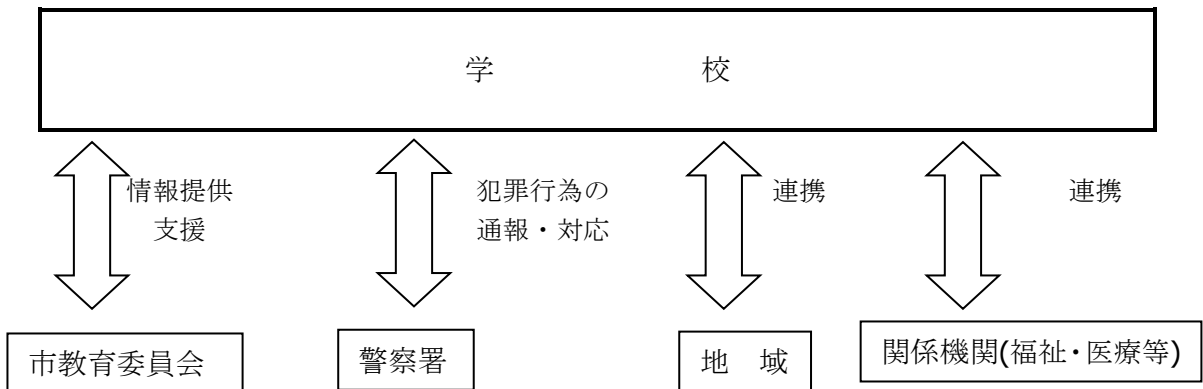 学　校
情報提供
支援
犯罪行為の
通報・対応
連携
連携
市教育委員会
警察署
地　域
関係機関(福祉・医療等)